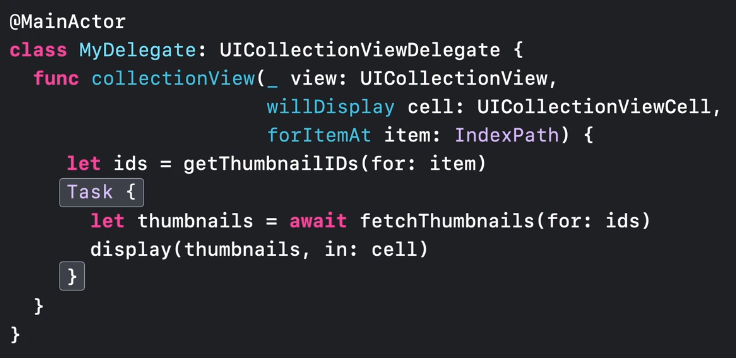 @MainActor
class MyDelegate: UICollectionViewDelegate {
  func collectionView(_ view: UICollectionView,
                      willDisplay cell: UICollectionViewCell,
                      forItemAt item: IndexPath) {
     let ids = getThumbnailIDs(for: item)
     Task {
       let thumbnails = await fetchThumbnails(for: ids)
       display(thumbnails, in: cell)
     }
  }
}